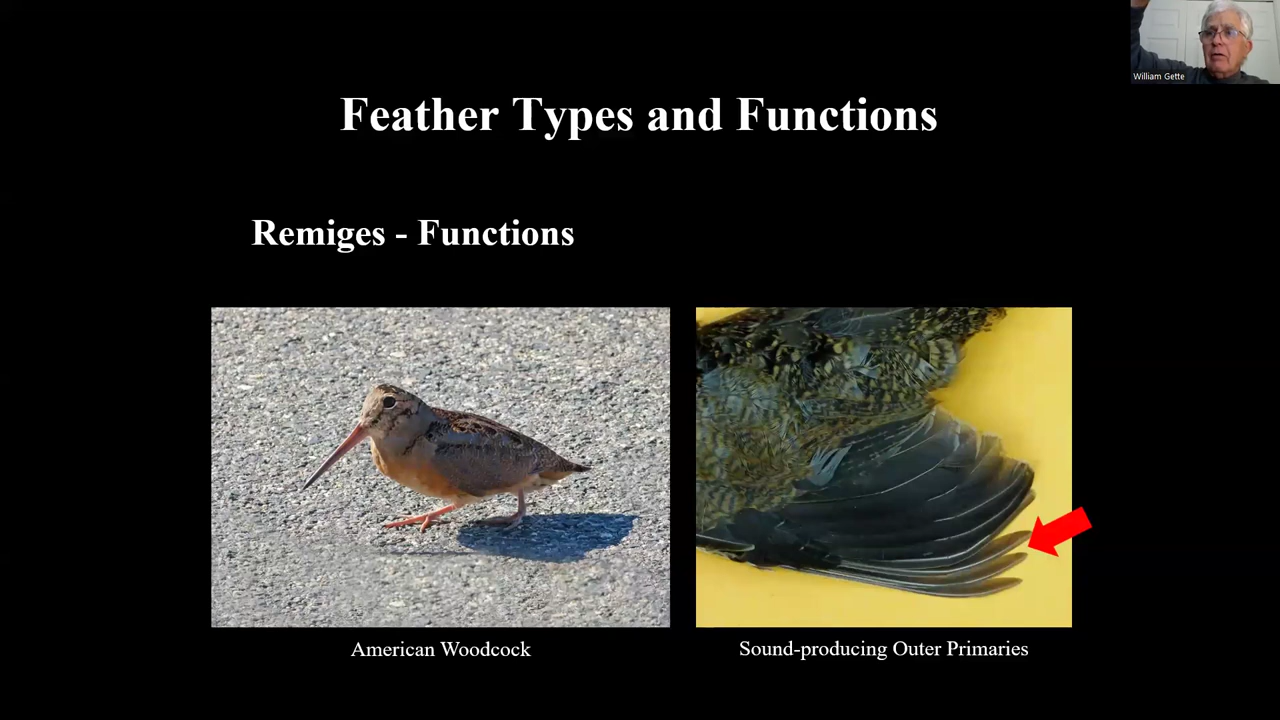 William Gette
Feather Types and Functions
Remiges - Functions
American Woodcock
Sound-producing Outer Primaries